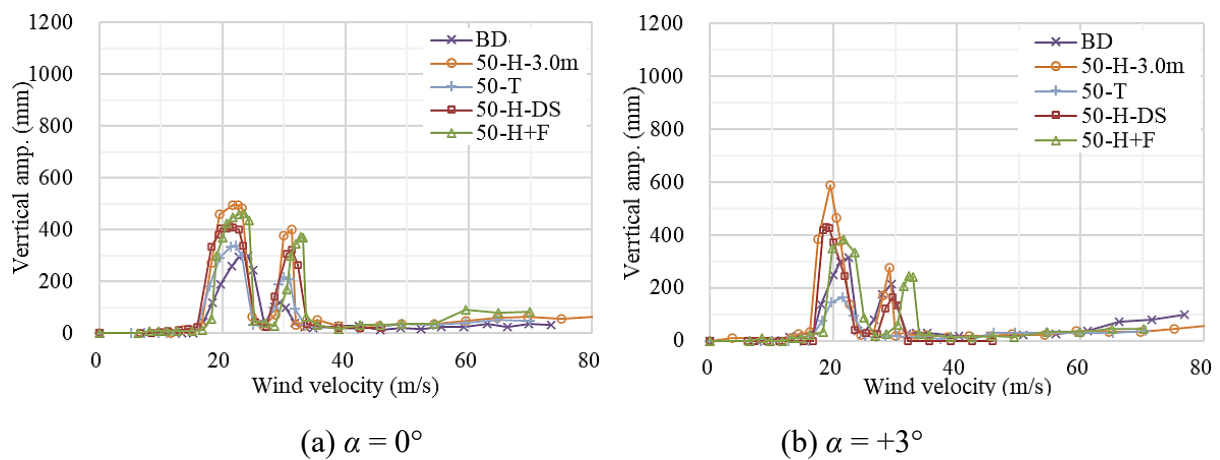 1200
1000
800
600
400
200
0
Verrtical amp. (mm)
BD
50-H-3.0m
50-T
50-H-DS
50-H+F
0 20 40 60 80
Wind velocity (m/s)
(a) α = 0°
1200
1000
800
600
400
200
0
Verrtical amp. (mm)
BD
50-H-3.0m
50-T
50-H-DS
50-H+F
0 20 40 60 80
Wind velocity (m/s)
(b) α = +3°